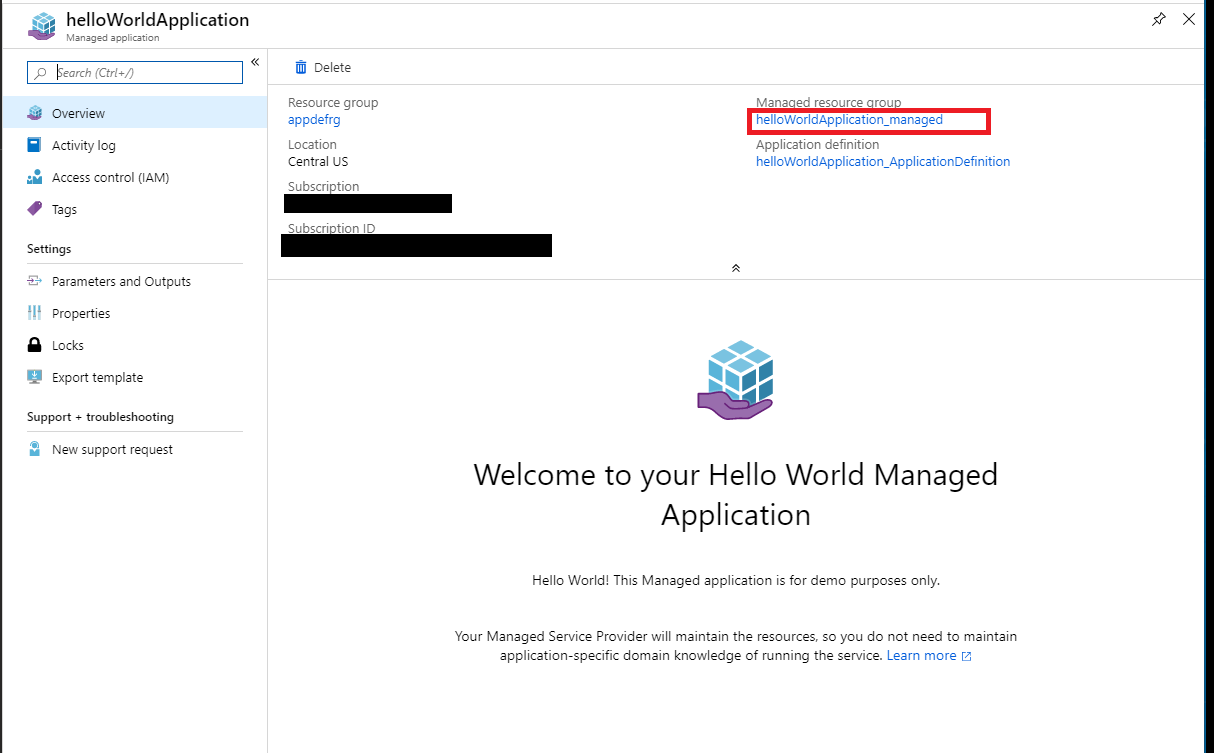 helloWorldApplication
Managed application
Search (Ctrl+/)
Overview
Activity log
Access control (IAM)
Tags
Settings
Parameters and Outputs
Properties
Locks
Export template
Support + troubleshooting
New support request
Delete
Resource group
appdefrg
Location
Central US
Subscription
Subscription ID
Managed resource group
helloWorldApplication_managed
Application definition
helloWorldApplication_ApplicationDefinition
Welcome to your Hello World Managed
Application
Hello World! This Managed application is for demo purposes only.
Your Managed Service Provider will maintain the resources, so you do not need to maintain
application-specific domain knowledge of running the service. Learn more